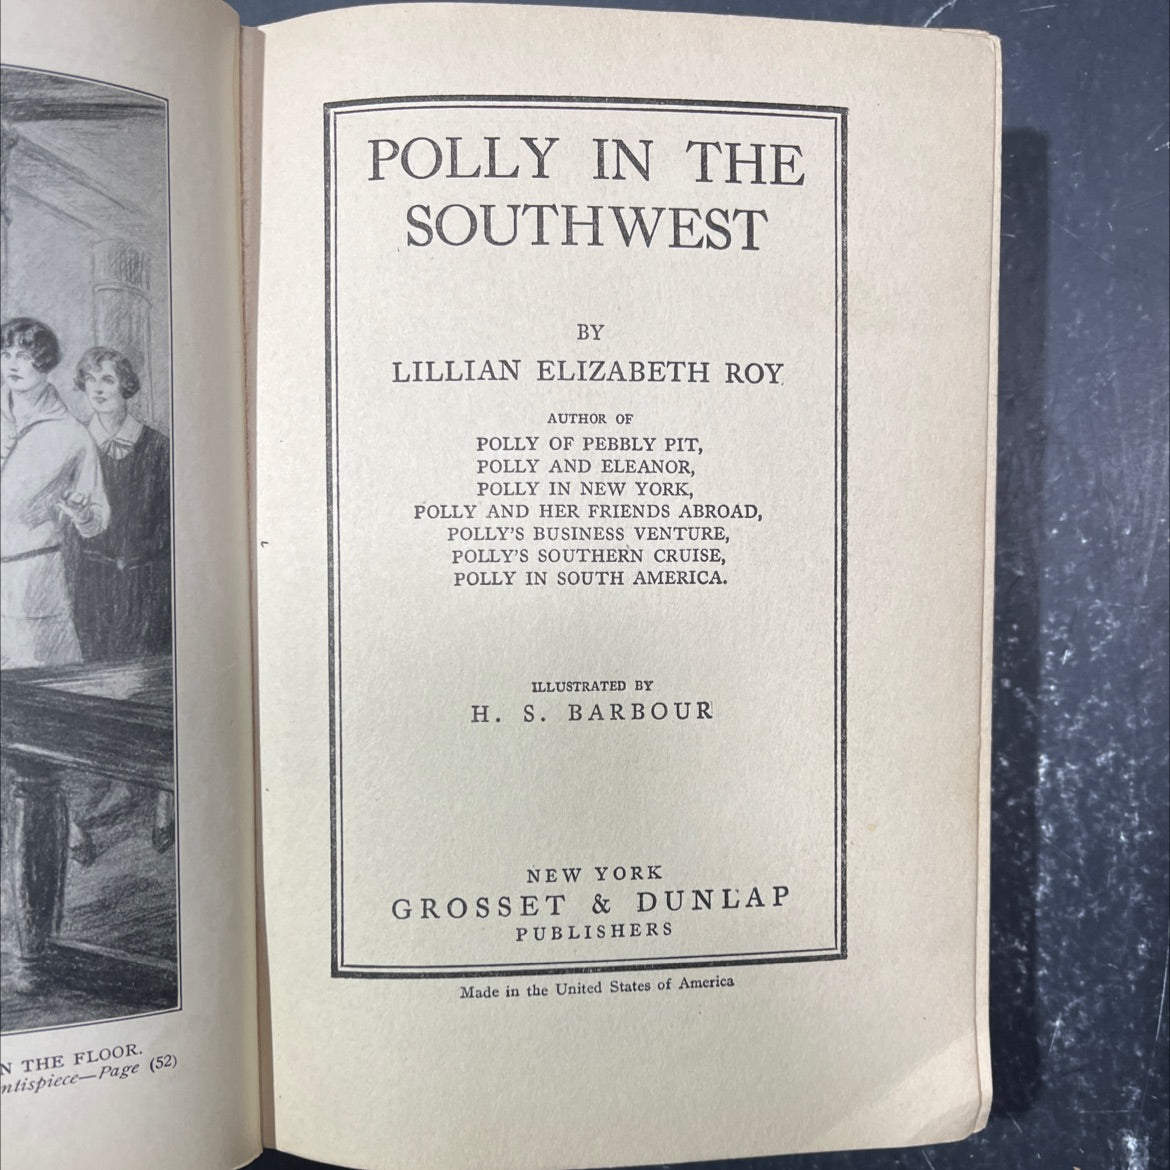 POLLY IN THE
SOUTHWEST
BY
LILLIAN ELIZABETH ROY
AUTHOR OF
POLLY OF PEBBLY PIT,
POLLY AND ELEANOR,
POLLY IN NEW YORK,
POLLY AND HER FRIENDS ABROAD,
POLLY'S BUSINESS VENTURE,
POLLY'S SOUTHERN CRUISE,
POLLY IN SOUTH AMERICA.
ILLUSTRATED BY
H. S. BARBOUR
NEW YORK
GROSSET & DUNLAP
PUBLISHERS
Made in the United States of America
N THE FLOOR.
ntispiece—Page (52)